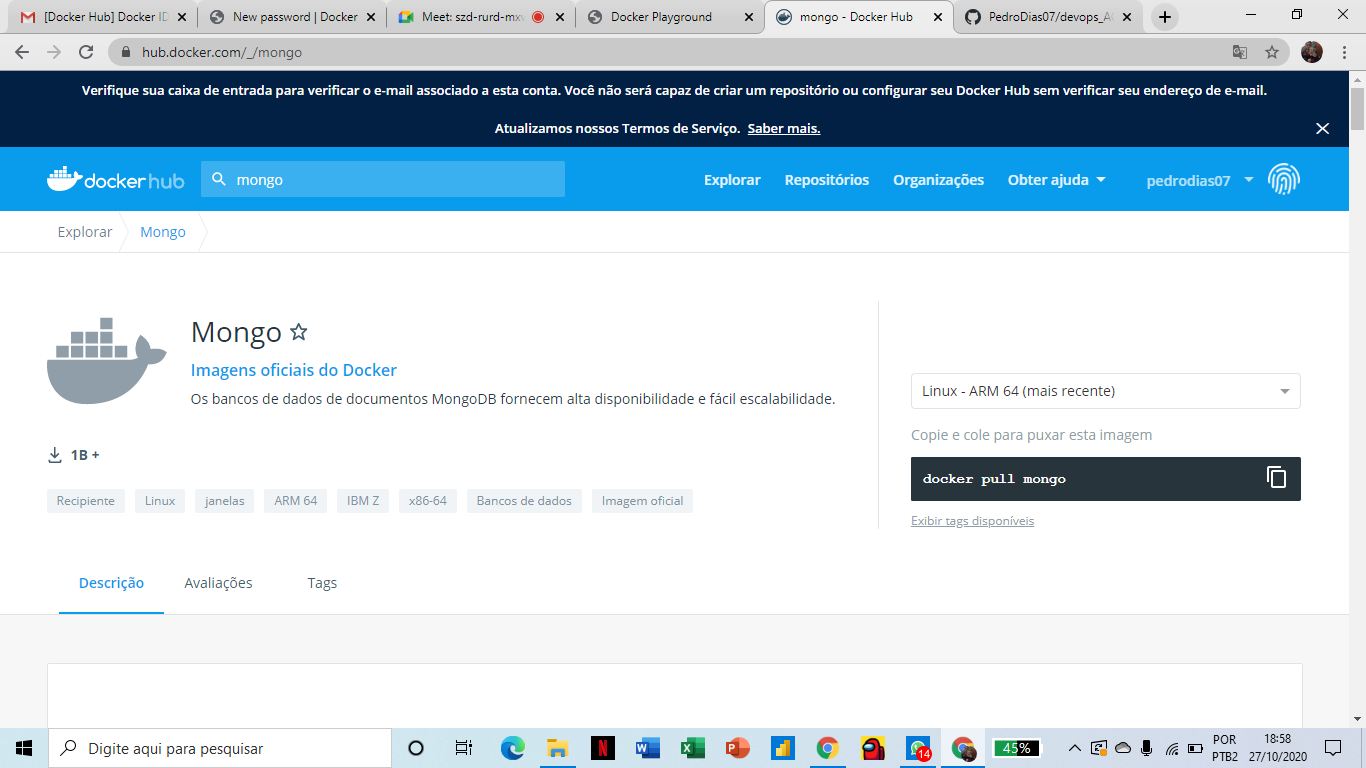 [Docker Hub] Docker ID
New password | Docker
Meet: szd-rurd-mxv
Docker Playground
mongo - Docker Hub
PedroDias07/devops_A
hub.docker.com/_/mongo
Verifique sua caixa de entrada para verificar o e-mail associado a esta conta. Você não será capaz de criar um repositório ou configurar seu Docker Hub sem verificar seu endereço de e-mail.
Atualizamos nossos Termos de Serviço. Saber mais.
dockerhub
mongo
Explorar
Repositórios
Organizações
Obter ajuda
pedrodias07
Explorar
Mongo
Mongo
Imagens oficiais do Docker
Os bancos de dados de documentos MongoDB fornecem alta disponibilidade e fácil escalabilidade.
1B +
Recipiente
Linux
janelas
ARM 64
IBM Z
x86-64
Bancos de dados
Imagem oficial
Linux - ARM 64 (mais recente)
Copie e cole para puxar esta imagem
docker pull mongo
Exibir tags disponíveis
Descrição
Avaliações
Tags
Digite aqui para pesquisar
14
45%
POR
PTB2
18:58
27/10/2020